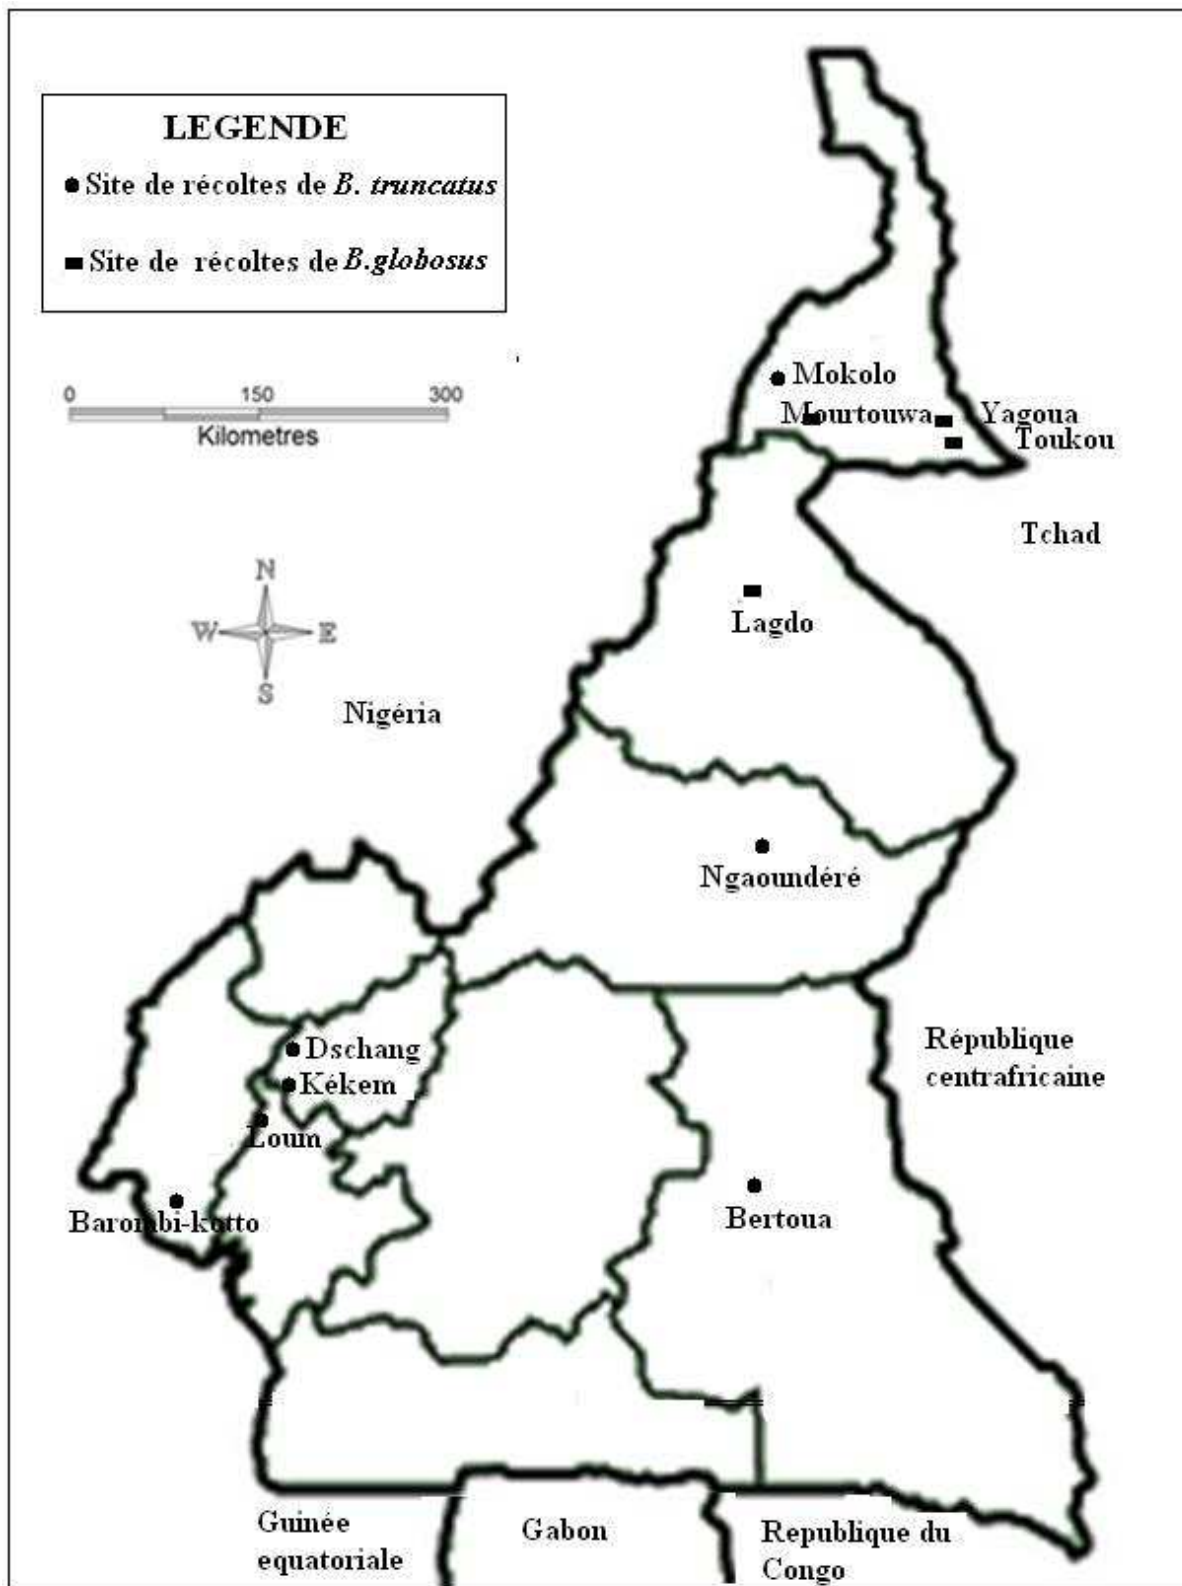 LEGENDE
Site de récoltes de B. truncatus
Site de récoltes de B.globosus
0 150 300
Kilometres
Mokolo
Mourtouwa
Yagoua
Toukou
Tchad
Lagdo
N
W E
S
Nigéria
Ngaoundéré
Dschang
Kékem
Loum
République
centrafricaine
Barombi-kotto
Bertoua
Guinée
equatoriale
Gabon
Republique du
Congo